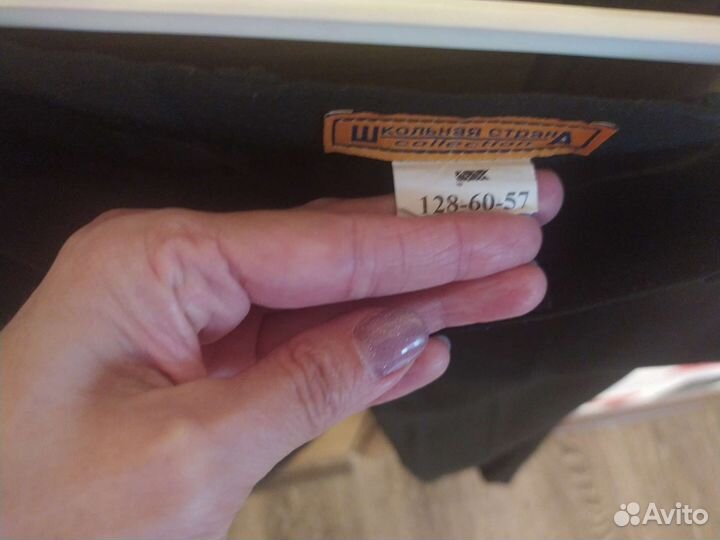 Школьная странА
collection
128-60-57
Avito